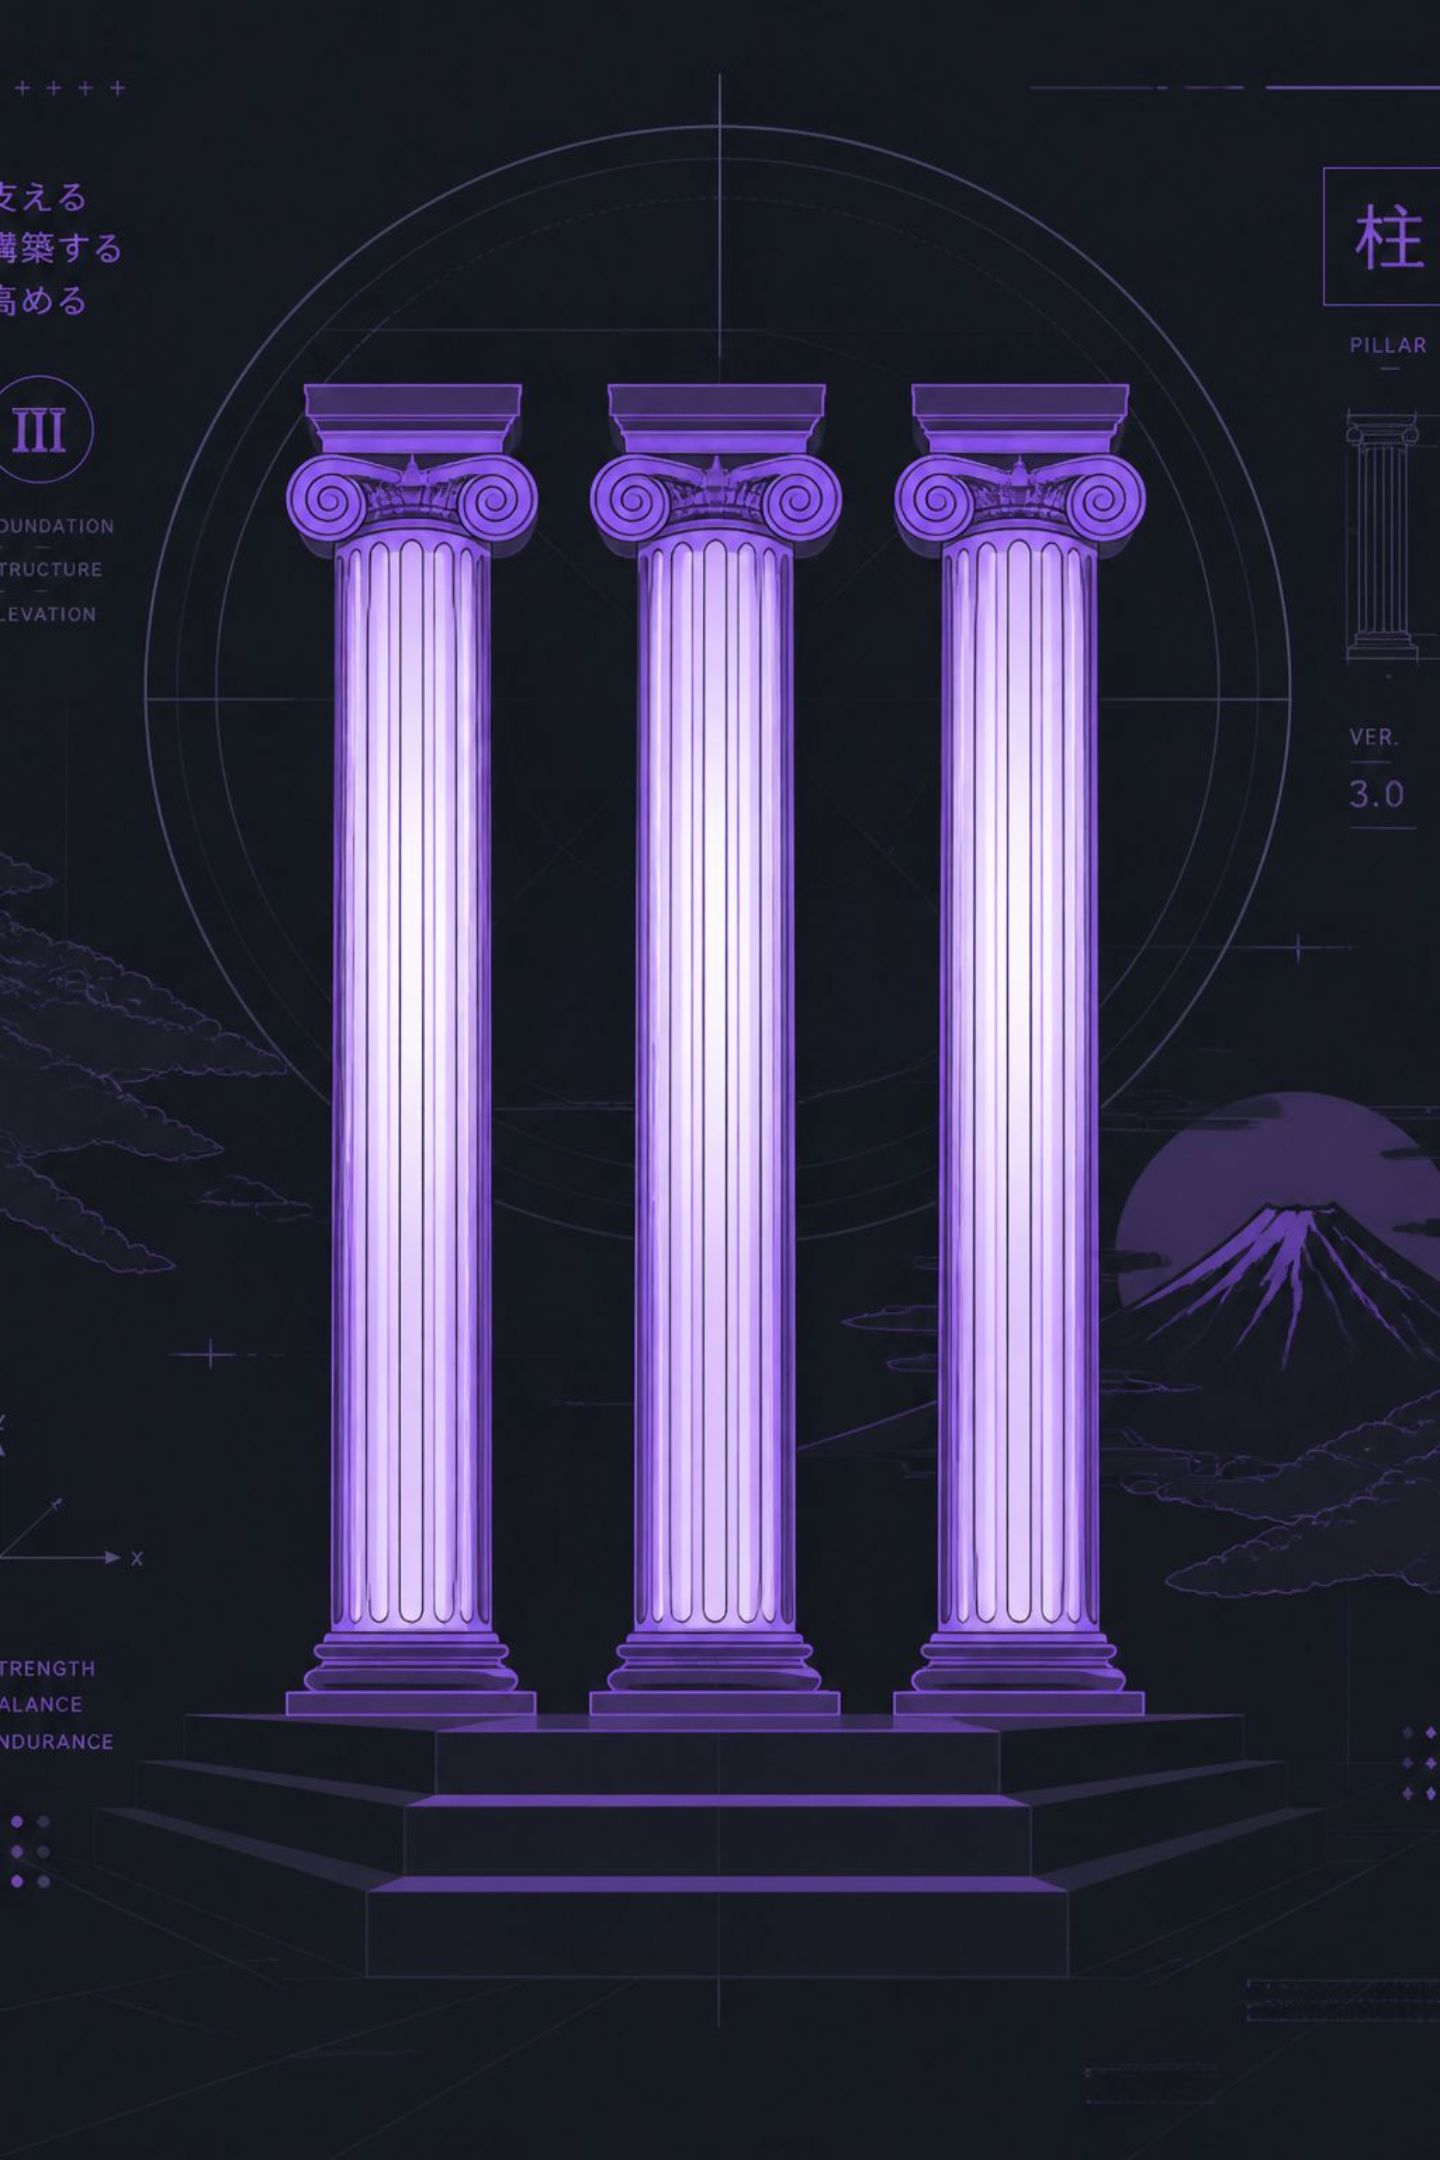 支える
構築する
高める
III
OUNDATION
TRUCTURE
LEVATION
柱
PILLAR
VER.
3.0
X
TRENGTH
ALANCE
NDURANCE